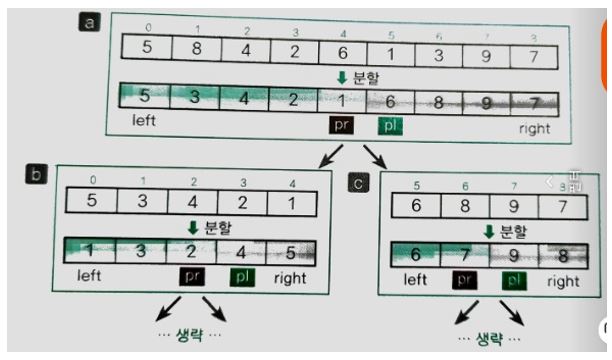 a
0 1 2 3 4 5 6 7 8
5 8 4 2 6 1 3 9 7
분할
5 3 4 2 1 6 8 9 7
left pr pl right
b
0 1 2 3 4
5 3 4 2 1
분할
1 3 2 4 5
left pr pl right
… 생략 …
c
5 6 7 8
6 8 9 7
분할
6 7 9 8
left pr pl right
… 생략 …